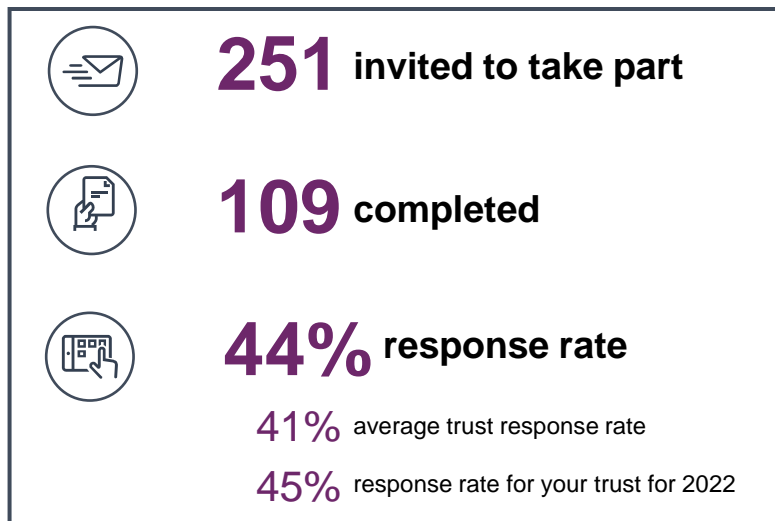 251 invited to take part
109 completed
44% response rate
41% average trust response rate
45% response rate for your trust for 2022